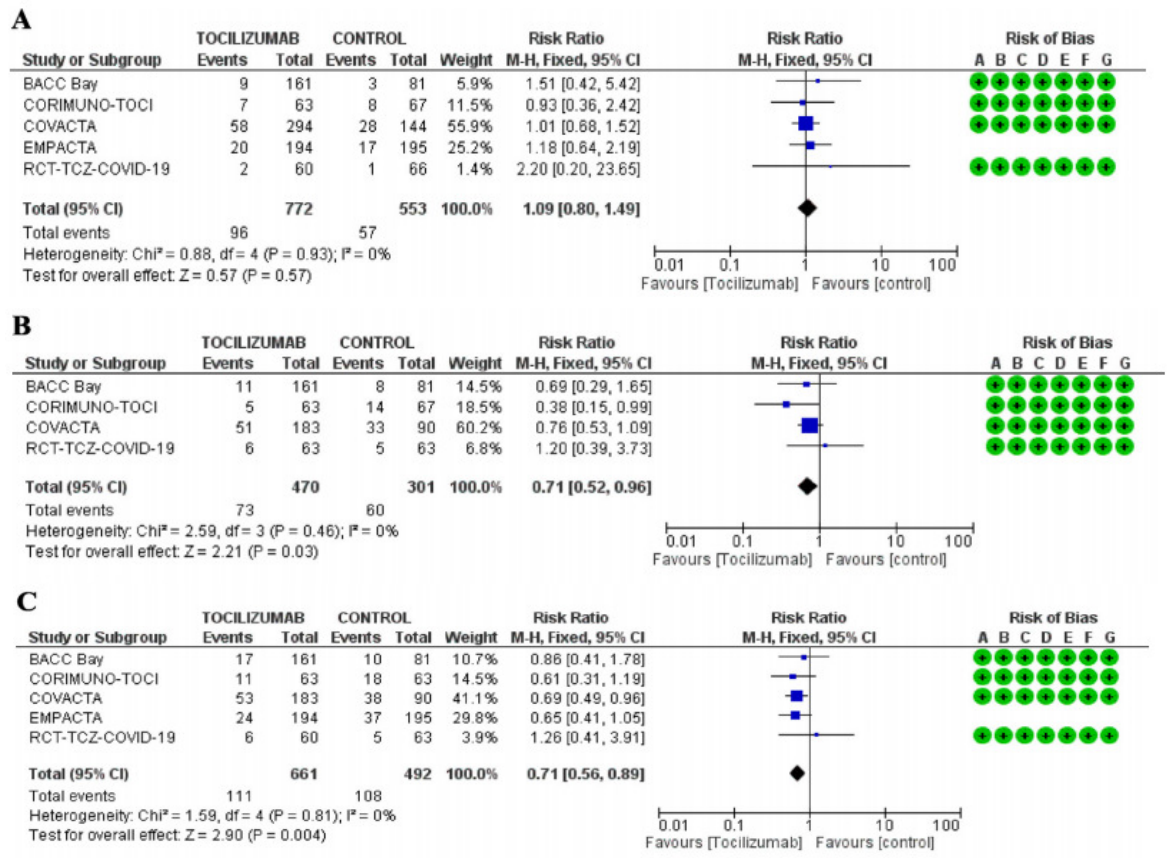 A
TOCILIZUMAB CONTROL Risk Ratio Risk Ratio Risk of Bias
Study or Subgroup Events Total Events Total Weight M-H, Fixed, 95% CI M-H, Fixed, 95% CI A B C D E F G
BACC Bay 9 161 3 81 5.9% 1.51 [0.42, 5.42] + + + + + + +
CORIMUNO-TOCI 7 63 8 67 11.5% 0.93 [0.36, 2.42] + + + + + + +
COVACTA 58 294 28 144 55.9% 1.01 [0.68, 1.52] + + + + + + +
EMPACTA 20 194 17 195 25.2% 1.18 [0.64, 2.19]
RCT-TCZ-COVID-19 2 60 1 66 1.4% 2.20 [0.20, 23.65] + + + + + + +
Total (95% CI) 772 553 100.0% 1.09 [0.80, 1.49]
Total events 96 57
Heterogeneity: Chi² = 0.88, df = 4 (P = 0.93); I² = 0%
Test for overall effect: Z = 0.57 (P = 0.57)
0.01 0.1 1 10 100
Favours [Tocilizumab] Favours [control]
B
TOCILIZUMAB CONTROL Risk Ratio Risk Ratio Risk of Bias
Study or Subgroup Events Total Events Total Weight M-H, Fixed, 95% CI M-H, Fixed, 95% CI A B C D E F G
BACC Bay 11 161 8 81 14.5% 0.69 [0.29, 1.65] + + + + + + +
CORIMUNO-TOCI 5 63 14 67 18.5% 0.38 [0.15, 0.99] + + + + + + +
COVACTA 51 183 33 90 60.2% 0.76 [0.53, 1.09] + + + + + + +
RCT-TCZ-COVID-19 6 63 5 63 6.8% 1.20 [0.39, 3.73] + + + + + + +
Total (95% CI) 470 301 100.0% 0.71 [0.52, 0.96]
Total events 73 60
Heterogeneity: Chi² = 2.59, df = 3 (P = 0.46); I² = 0%
Test for overall effect: Z = 2.21 (P = 0.03)
0.01 0.1 1 10 100
Favours [Tocilizumab] Favours [control]
C
TOCILIZUMAB CONTROL Risk Ratio Risk Ratio Risk of Bias
Study or Subgroup Events Total Events Total Weight M-H, Fixed, 95% CI M-H, Fixed, 95% CI A B C D E F G
BACC Bay 17 161 10 81 10.7% 0.86 [0.41, 1.78] + + + + + + +
CORIMUNO-TOCI 11 63 18 63 14.5% 0.61 [0.31, 1.19] + + + + + + +
COVACTA 53 183 38 90 41.1% 0.69 [0.49, 0.96] + + + + + + +
EMPACTA 24 194 37 195 29.8% 0.65 [0.41, 1.05]
RCT-TCZ-COVID-19 6 60 5 63 3.9% 1.26 [0.41, 3.91] + + + + + + +
Total (95% CI) 661 492 100.0% 0.71 [0.56, 0.89]
Total events 111 108
Heterogeneity: Chi² = 1.59, df = 4 (P = 0.81); I² = 0%
Test for overall effect: Z = 2.90 (P = 0.004)
0.01 0.1 1 10 100
Favours [Tocilizumab] Favours [control]